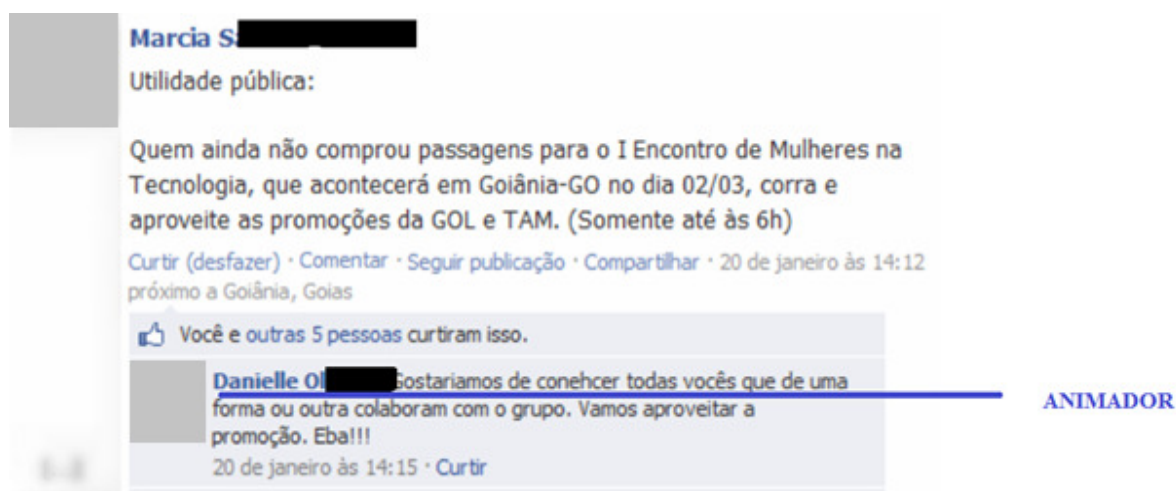 Marcia S
Utilidade pública:
Quem ainda não comprou passagens para o I Encontro de Mulheres na
Tecnologia, que acontecerá em Goiânia-GO no dia 02/03, corra e
aproveite as promoções da GOL e TAM. (Somente até às 6h)
Curtir (desfazer) · Comentar · Seguir publicação · Compartilhar · 20 de janeiro às 14:12
próximo a Goiânia, Goias
Você e outras 5 pessoas curtiram isso.
Danielle Ol Gostariamos de conehcer todas vocês que de uma
forma ou outra colaboram com o grupo. Vamos aproveitar a
promoção. Eba!!!
20 de janeiro às 14:15 · Curtir
ANIMADOR